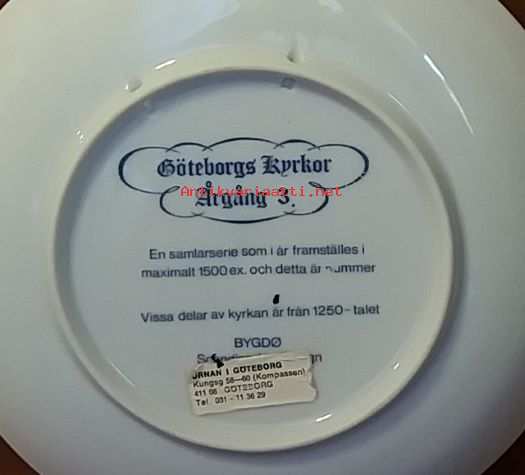 Göteborgs Kyrkor
Antikvariaatti.net
Årgång 3.
En samlarserie som i år framställes i
maximalt 1500 ex. och detta är nummer
Vissa delar av kyrkan är från 1250-talet
BYGDØ
URNAN I GÖTEBORG
Kungsg 56-60 (Kompassen)
411 08 GÖTEBORG
Tel. 031 - 11 36 29